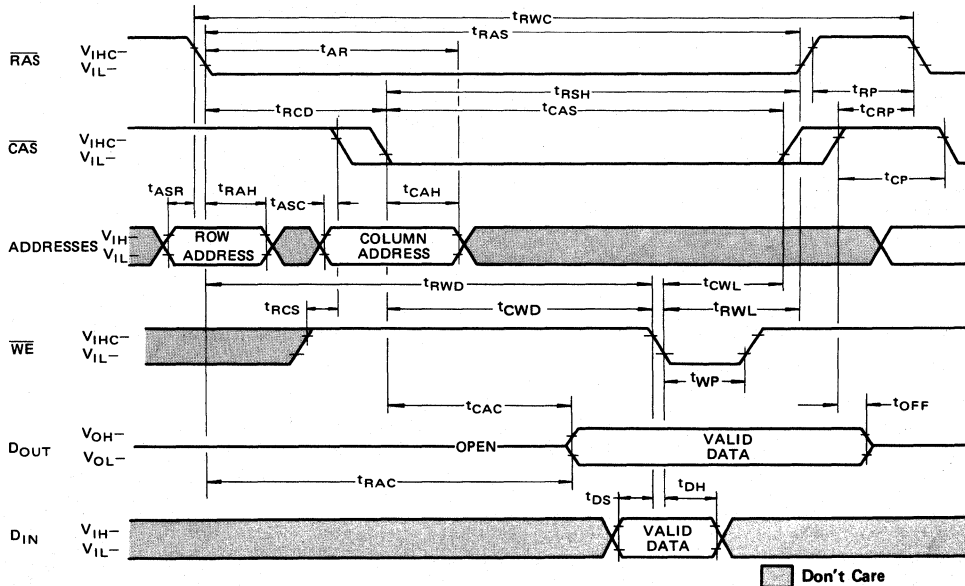 tRWC
tRAS
tAR
RAS
VIHC–
VIL–
tRSH
tRP
tRCD
tCAS
tCRP
CAS
VIHC–
VIL–
tCP
tASR
tRAH
tASC
tCAH
ADDRESSES
VIH–
VIL
ROW
ADDRESS
COLUMN
ADDRESS
tRWD
tCWL
tRCS
tCWD
tRWL
WE
VIHC–
VIL–
tWP
tCAC
tOFF
DOUT
VOH–
VOL–
OPEN
VALID
DATA
tRAC
tDS
tDH
DIN
VIH–
VIL–
VALID
DATA
Don't Care